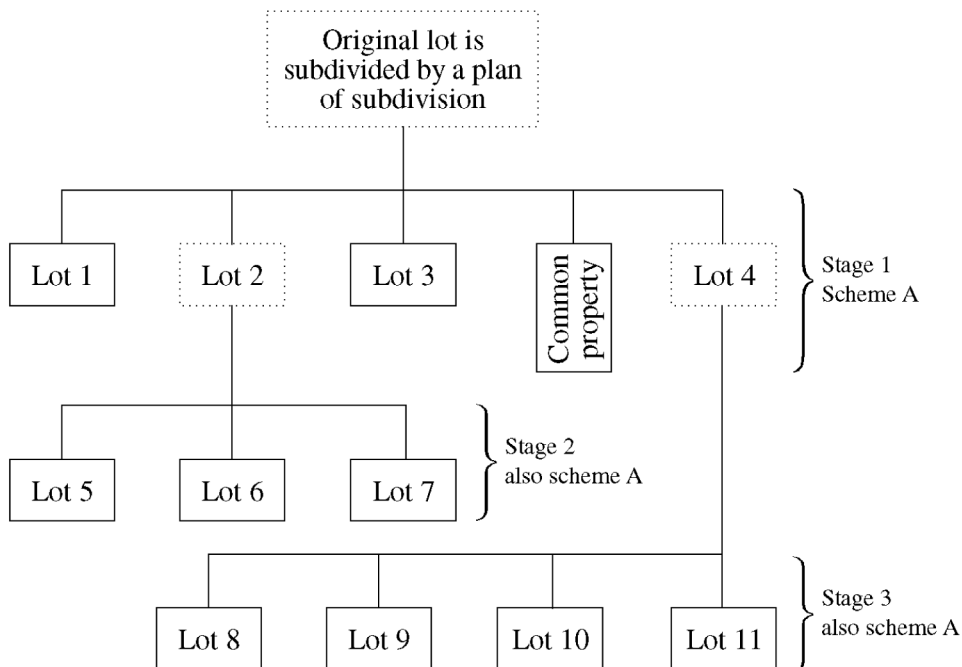 Original lot is
subdivided by a plan
of subdivision
Lot 1
Lot 2
Lot 3
Common
property
Lot 4
Stage 1
Scheme A
Lot 5
Lot 6
Lot 7
Stage 2
also scheme A
Lot 8
Lot 9
Lot 10
Lot 11
Stage 3
also scheme A